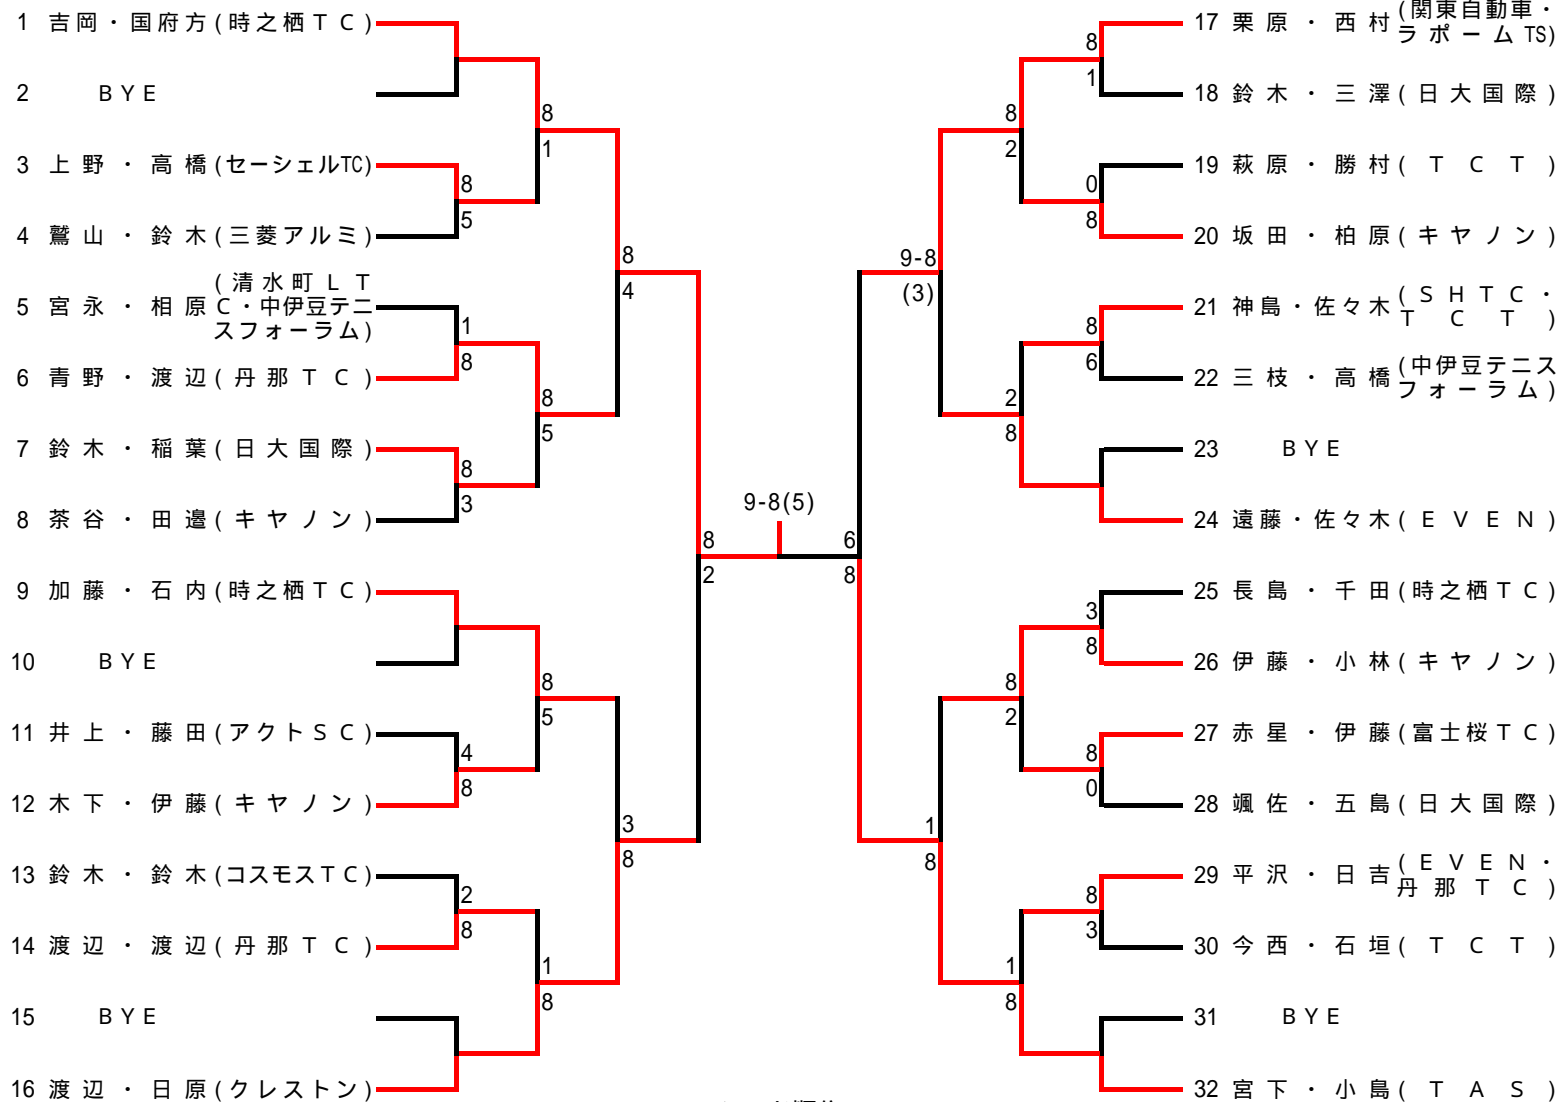 1 吉岡・国府方(時之栖TC)
2 BYE
3 上野・高橋(セーシェルTC)
4 鷲山・鈴木(三菱アルミ)
5 宮永・相原
(清水町LT
C・中伊豆テニ
スフォーラム)
6 青野・渡辺(丹那TC)
7 鈴木・稲葉(日大国際)
8 茶谷・田邉(キヤノン)
9 加藤・石内(時之栖TC)
10 BYE
11 井上・藤田(アクトSC)
12 木下・伊藤(キヤノン)
13 鈴木・鈴木(コスモスTC)
14 渡辺・渡辺(丹那TC)
15 BYE
16 渡辺・日原(クレストン)
8
5
1
8
8
3
4
8
2
8
8
1
8
5
8
5
1
8
8
4
3
8
8
2
9-8(5)
6
8
9-8
(3)
1
8
8
2
2
8
8
2
1
8
8
1
0
8
8
6
3
8
8
0
8
3
17 栗原・西村
(関東自動車・
ラポームTS)
18 鈴木・三澤(日大国際)
19 萩原・勝村(TCT)
20 坂田・柏原(キヤノン)
21 神島・佐々木
(SHTC・
TCT)
22 三枝・高橋
(中伊豆テニス
フォーラム)
23 BYE
24 遠藤・佐々木(EVEN)
25 長島・千田(時之栖TC)
26 伊藤・小林(キヤノン)
27 赤星・伊藤(富士桜TC)
28 颯佐・五島(日大国際)
29 平沢・日吉
(EVEN・
丹那TC)
30 今西・石垣(TCT)
31 BYE
32 宮下・小島(TAS)